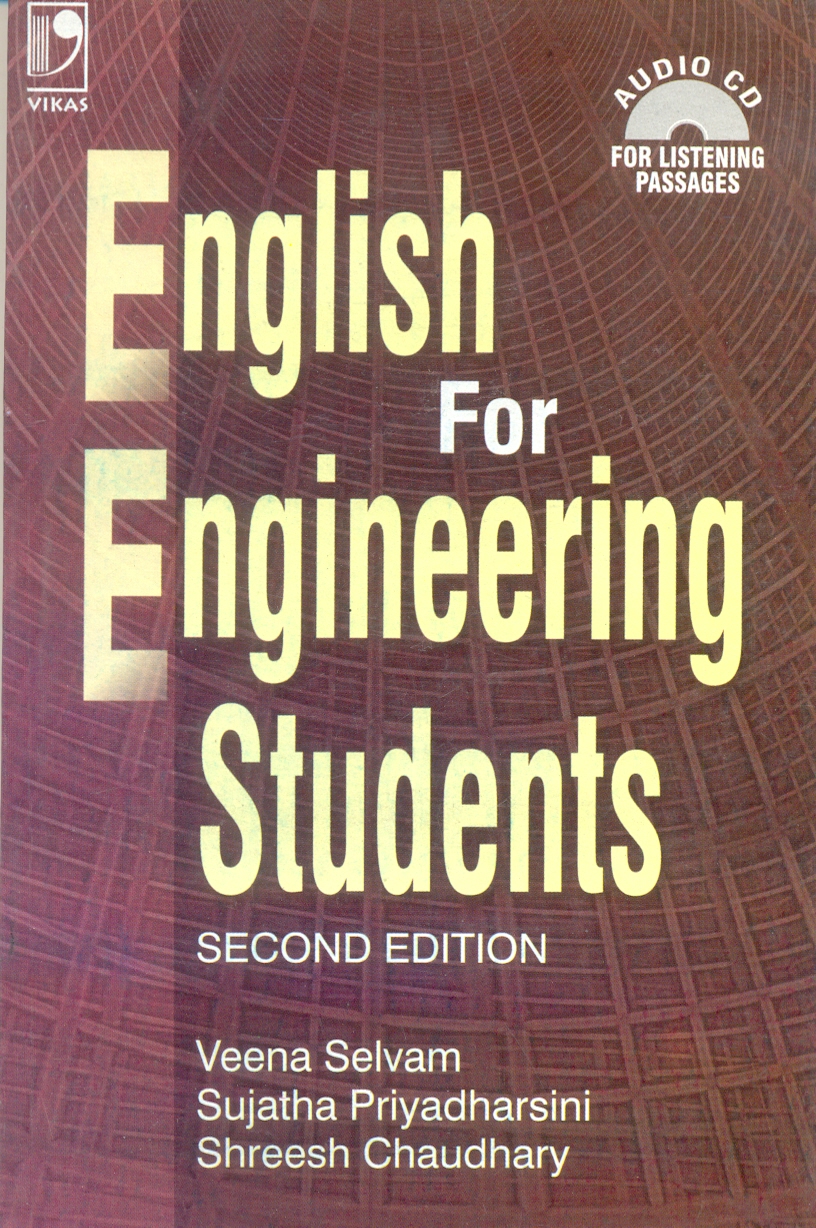 VIKAS
AUDIO CD
FOR LISTENING
PASSAGES
English
For
Engineering
Students
SECOND EDITION
Veena Selvam
Sujatha Priyadharsini
Shreesh Chaudhary